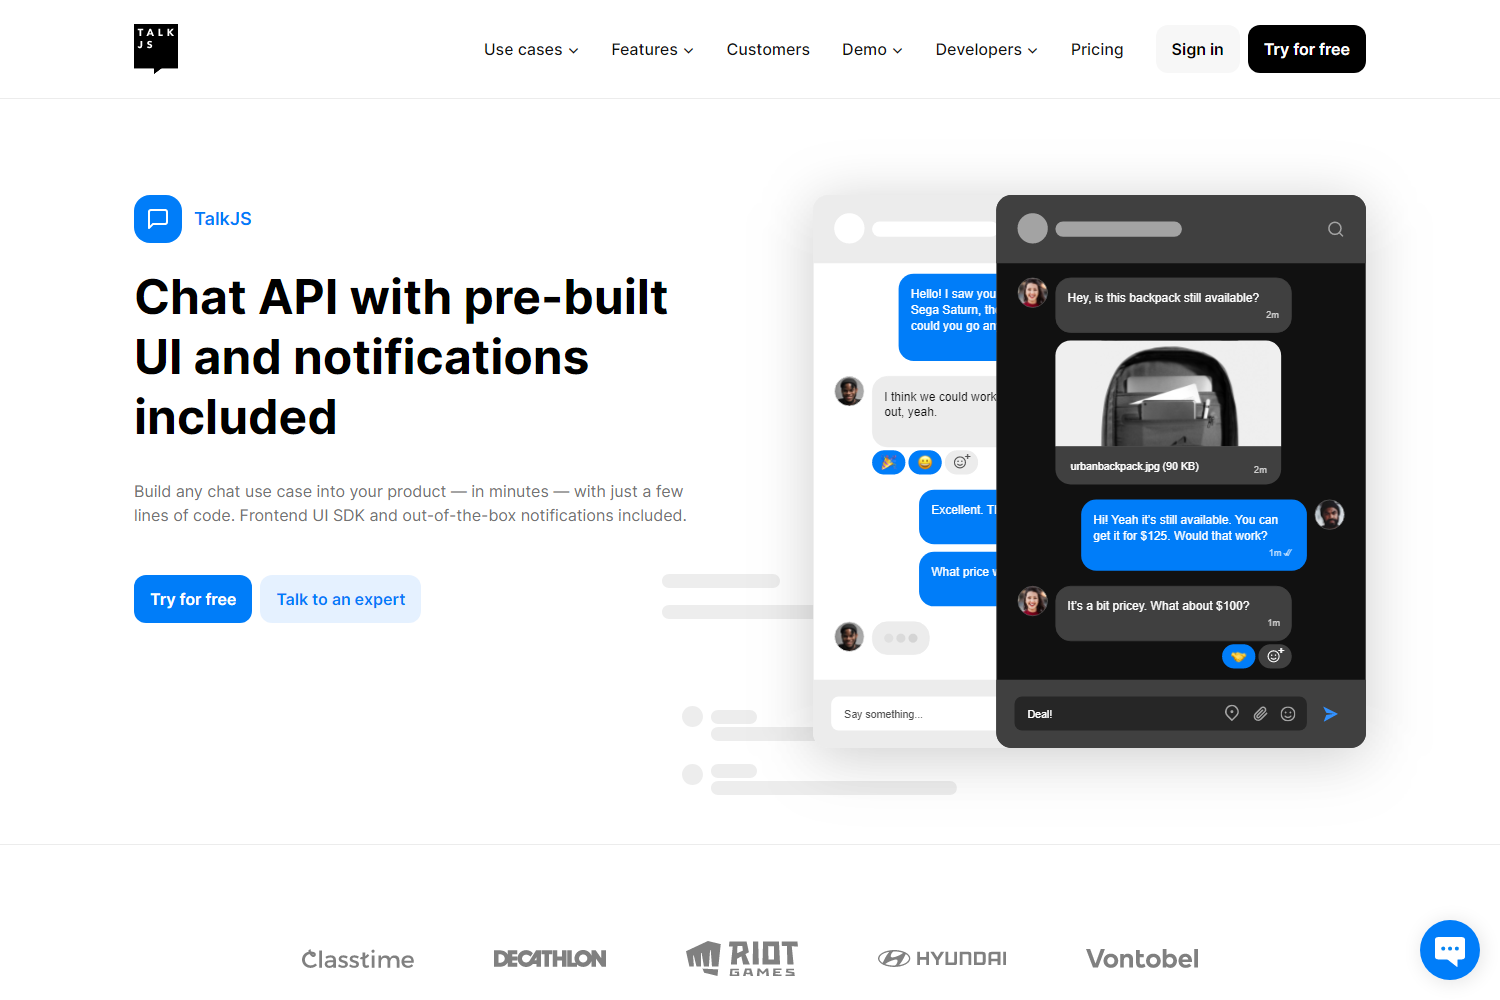 TALK
JS
Use cases
Features
Customers
Demo
Developers
Pricing
Sign in
Try for free
TalkJS
Chat API with pre-built
UI and notifications
included
Build any chat use case into your product — in minutes — with just a few
lines of code. Frontend UI SDK and out-of-the-box notifications included.
Try for free
Talk to an expert
Hello! I saw you
Sega Saturn,
could you go
I think we could work
out, yeah.
Excellent.
What price
Say something...
Hey, is this backpack still available?
2m
urbanbackpack.jpg (90 KB)
2m
Hi! Yeah it's still available. You can
get it for $125. Would that work?
1m
It's a bit pricey. What about $100?
1m
Deal!
Classtime
DECATHLON
RIOT
GAMES
HYUNDAI
Vontobel